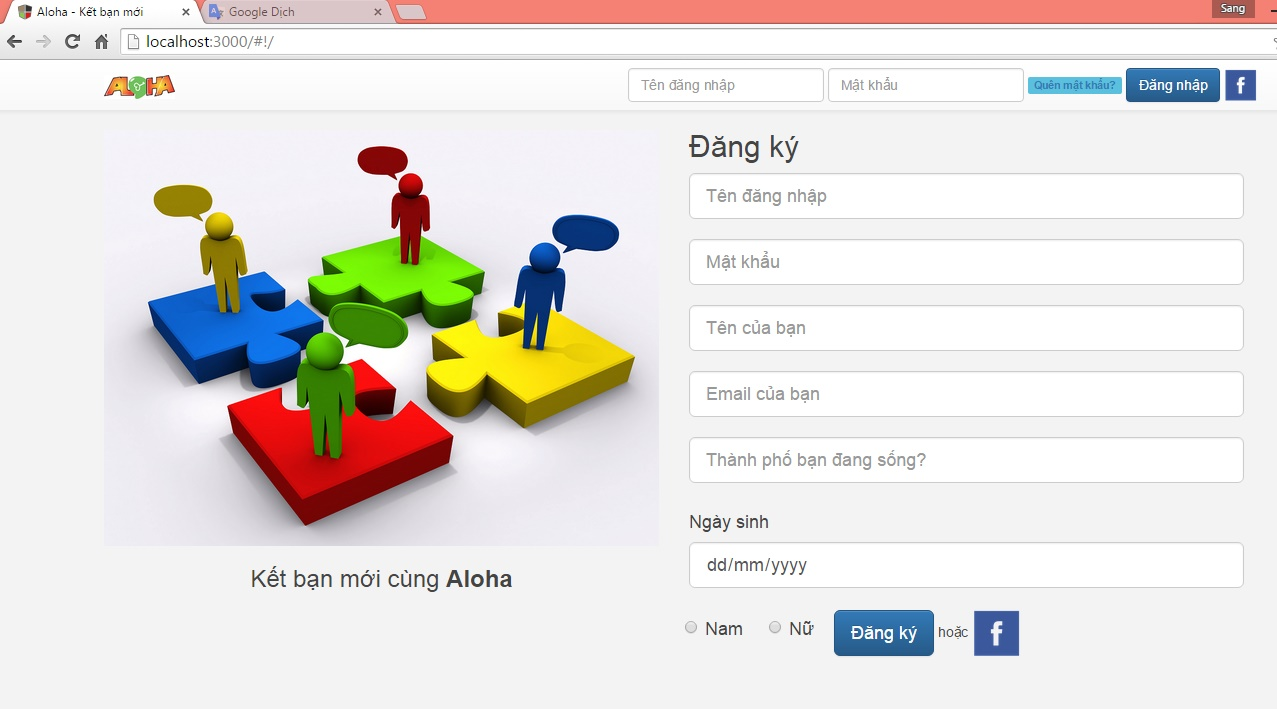 Aloha - Kết bạn mới
Google Dịch
Sang
localhost:3000/#!/
ALOHA
Tên đăng nhập
Mật khẩu
Quên mật khẩu?
Đăng nhập
f
Đăng ký
Tên đăng nhập
Mật khẩu
Tên của bạn
Email của bạn
Thành phố bạn đang sống?
Ngày sinh
dd/mm/yyyy
Nam
Nữ
Đăng ký
hoặc
f
Kết bạn mới cùng Aloha